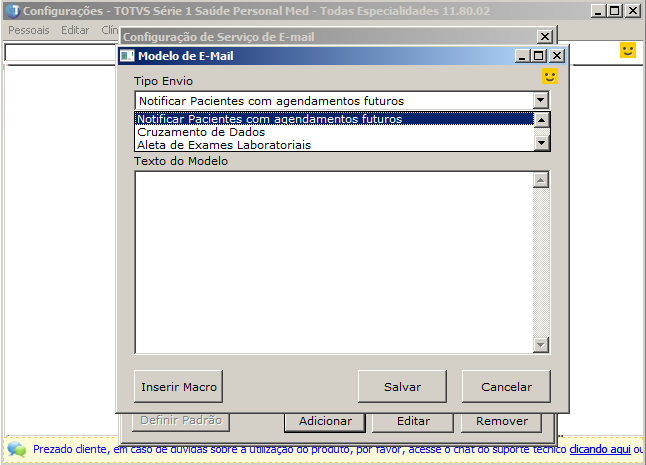 Configurações - TOTVS Série 1 Saúde Personal Med - Todas Especialidades 11.80.02
Pessoais Editar Clín
Configuração de Serviço de E-mail
Modelo de E-Mail
Tipo Envio
Notificar Pacientes com agendamentos futuros
Notificar Pacientes com agendamentos futuros
Cruzamento de Dados
Aleta de Exames Laboratoriais
Texto do Modelo
Inserir Macro Salvar Cancelar
Definir Padrão Adicionar Editar Remover
Prezado cliente, em caso de dúvidas sobre a utilização do produto, por favor, acesse o chat do suporte técnico clicando aqui ou